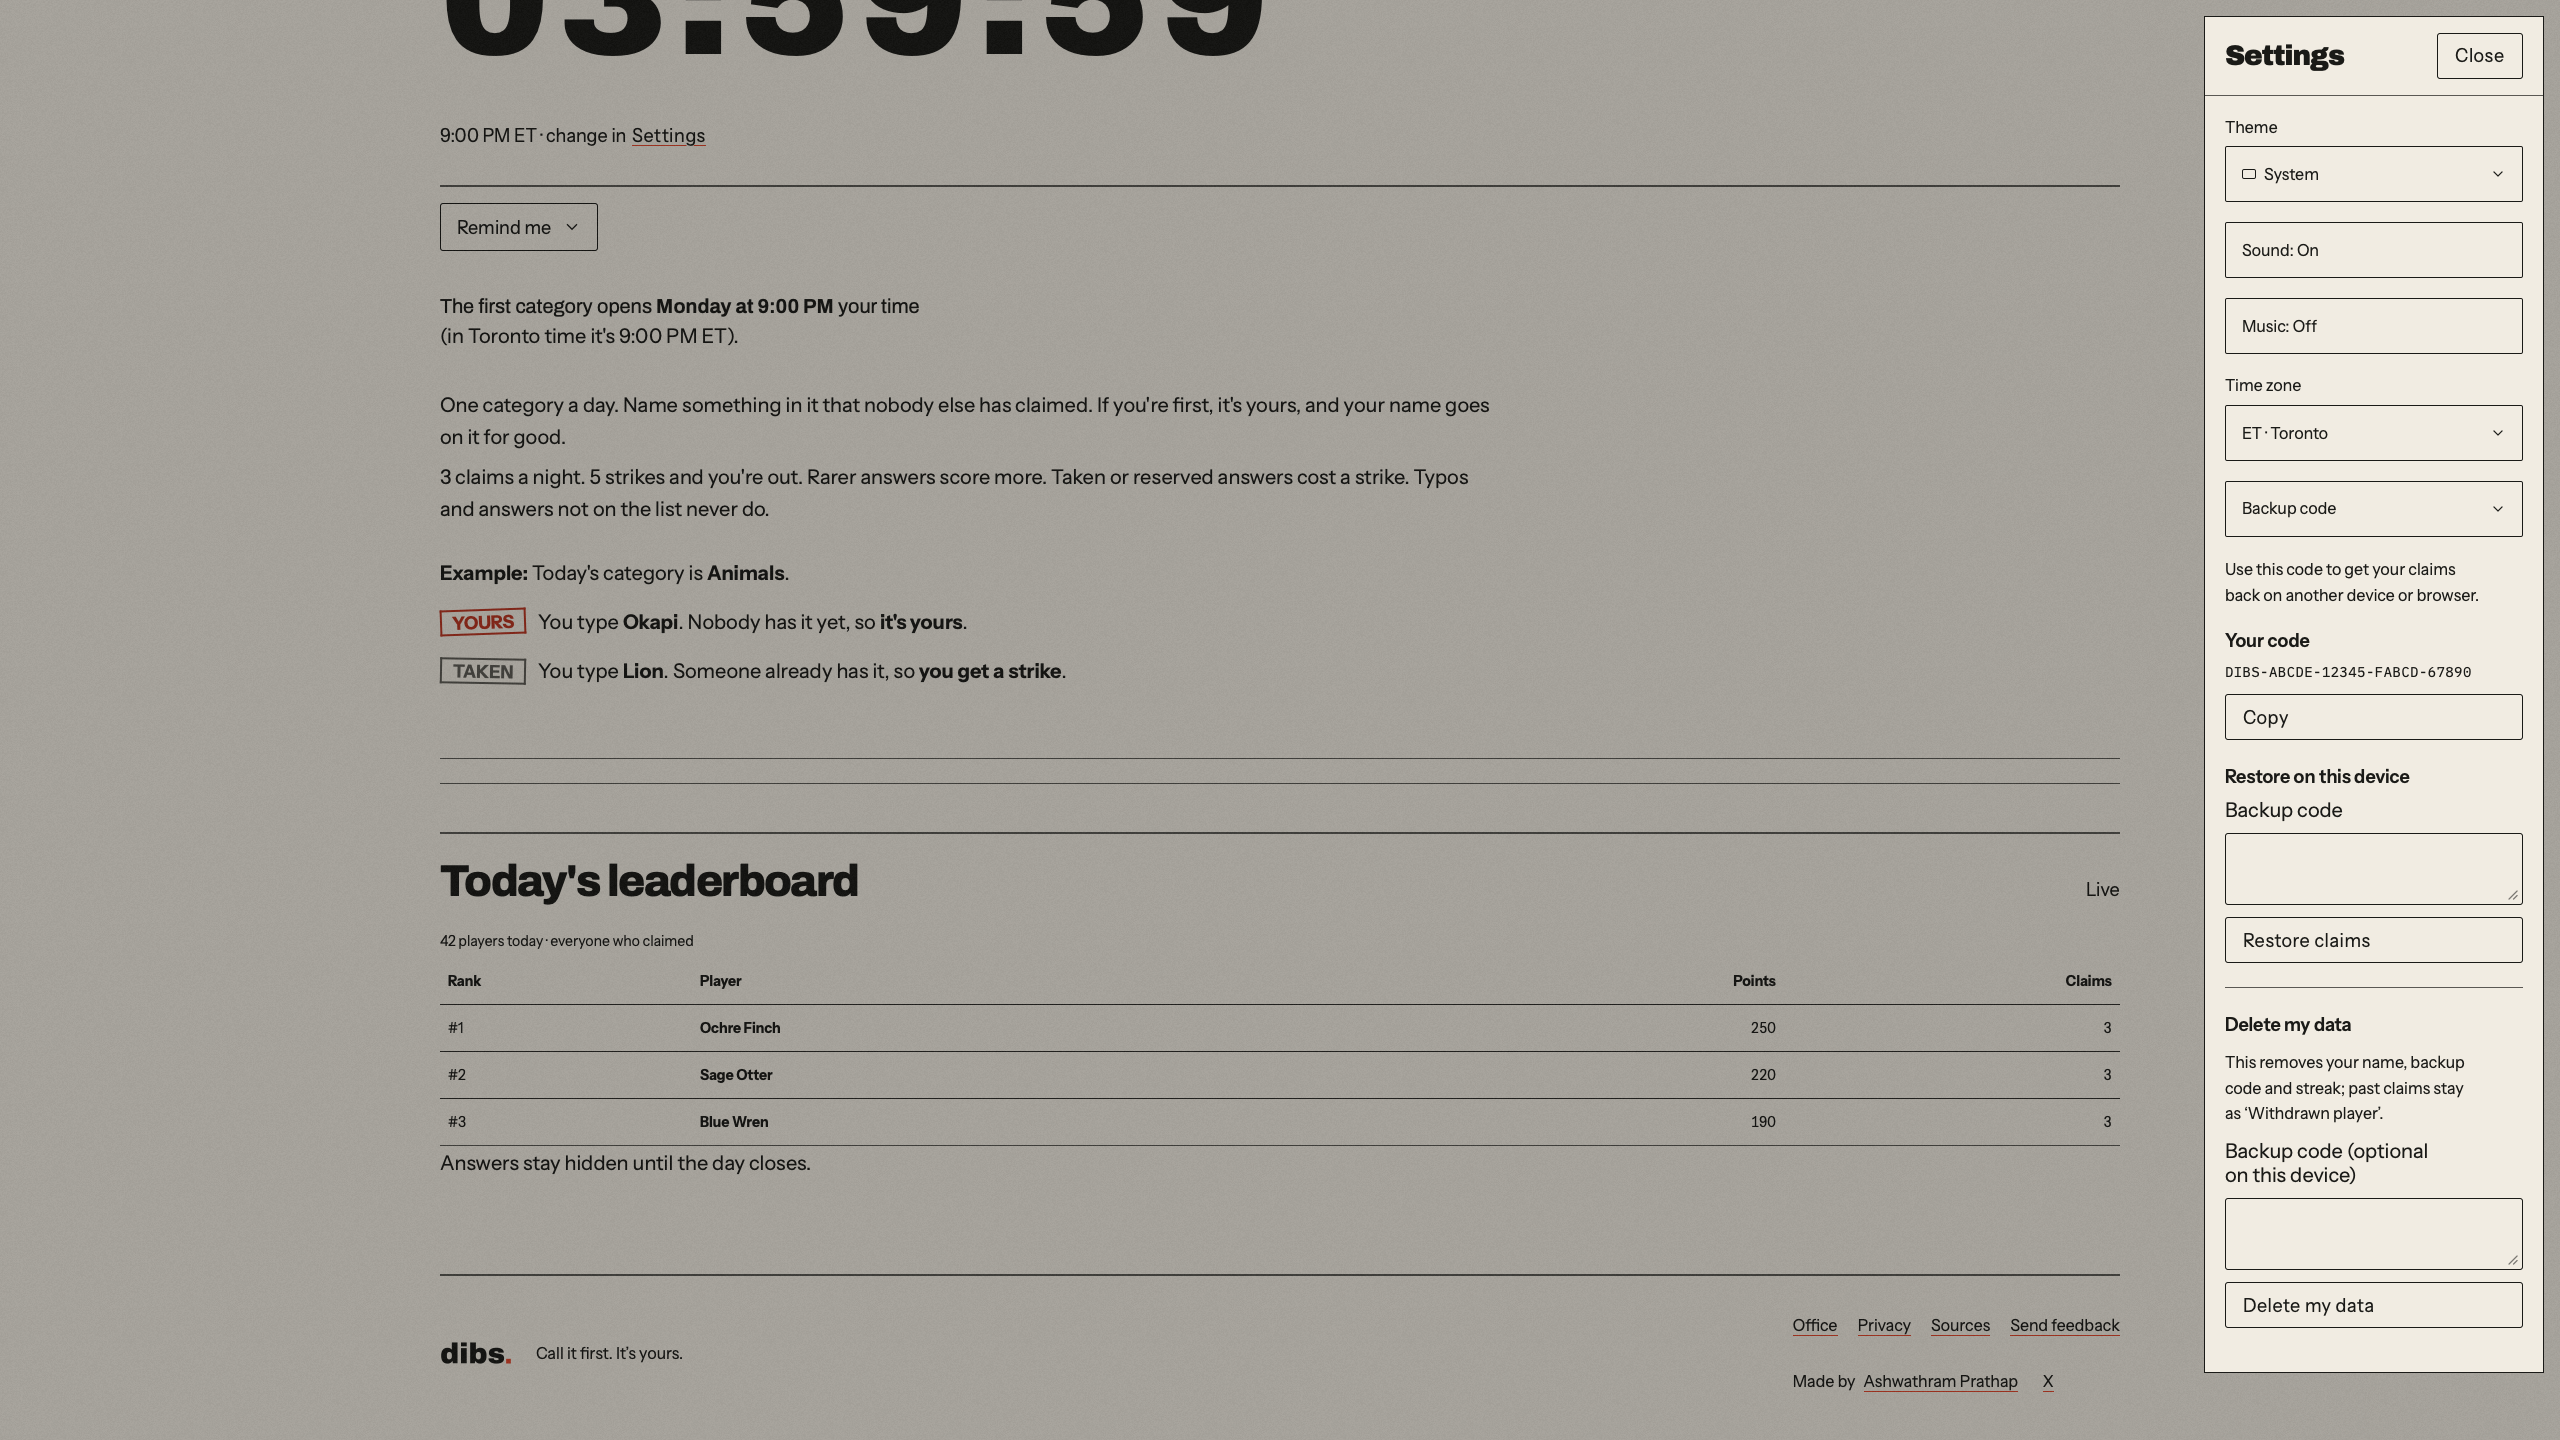 03:59:59
9:00 PM ET · change in Settings
Remind me
The first category opens Monday at 9:00 PM your time
(in Toronto time it's 9:00 PM ET).
One category a day. Name something in it that nobody else has claimed. If you're first, it's yours, and your name goes
on it for good.
3 claims a night. 5 strikes and you're out. Rarer answers score more. Taken or reserved answers cost a strike. Typos
and answers not on the list never do.
Example: Today's category is Animals.
YOURS You type Okapi. Nobody has it yet, so it's yours.
TAKEN You type Lion. Someone already has it, so you get a strike.
Today's leaderboard
Live
42 players today · everyone who claimed
Rank Player Points Claims
#1 Ochre Finch 250 3
#2 Sage Otter 220 3
#3 Blue Wren 190 3
Answers stay hidden until the day closes.
dibs. Call it first. It's yours.
Office Privacy Sources Send feedback
Made by Ashwathram Prathap X
Settings
Close
Theme
System
Sound: On
Music: Off
Time zone
ET · Toronto
Backup code
Use this code to get your claims
back on another device or browser.
Your code
DIBS-ABCDE-12345-FABCD-67890
Copy
Restore on this device
Backup code
Restore claims
Delete my data
This removes your name, backup
code and streak; past claims stay
as ‘Withdrawn player’.
Backup code (optional
on this device)
Delete my data